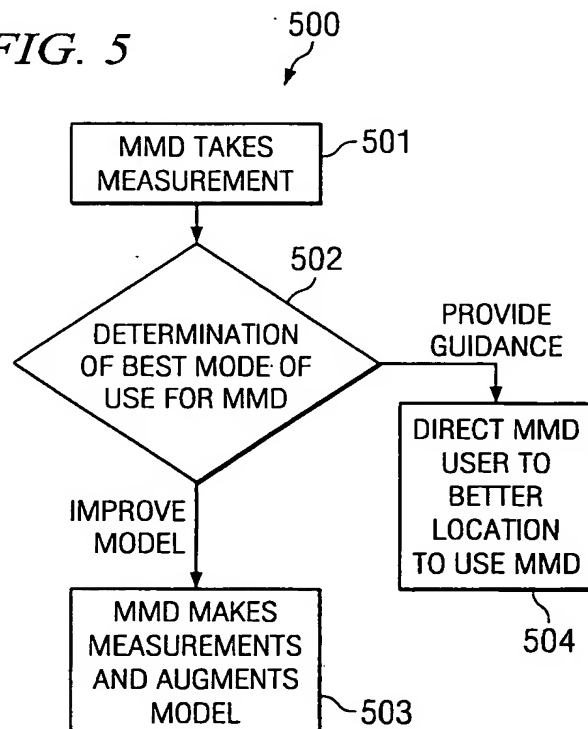 FIG. 5
500
MMD TAKES
MEASUREMENT
501
502
DETERMINATION
OF BEST MODE OF
USE FOR MMD
PROVIDE
GUIDANCE
DIRECT MMD
USER TO
BETTER
LOCATION
TO USE MMD
504
IMPROVE
MODEL
MMD MAKES
MEASUREMENTS
AND AUGMENTS
MODEL
503